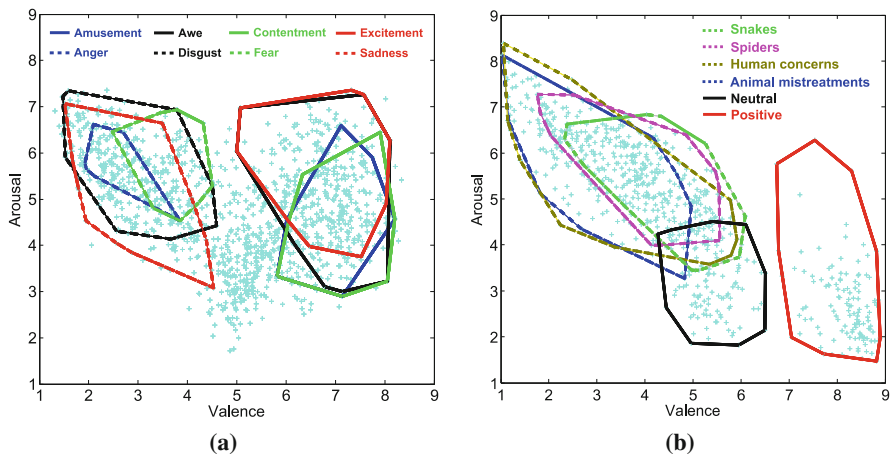 Amusement Awe Contentment Excitement
Anger Disgust Fear Sadness
Arousal
9
8
7
6
5
4
3
2
1
1 2 3 4 5 6 7 8 9
Valence
(a)
Snakes
Spiders
Human concerns
Animal mistreatments
Neutral
Positive
Arousal
9
8
7
6
5
4
3
2
1
1 2 3 4 5 6 7 8 9
Valence
(b)